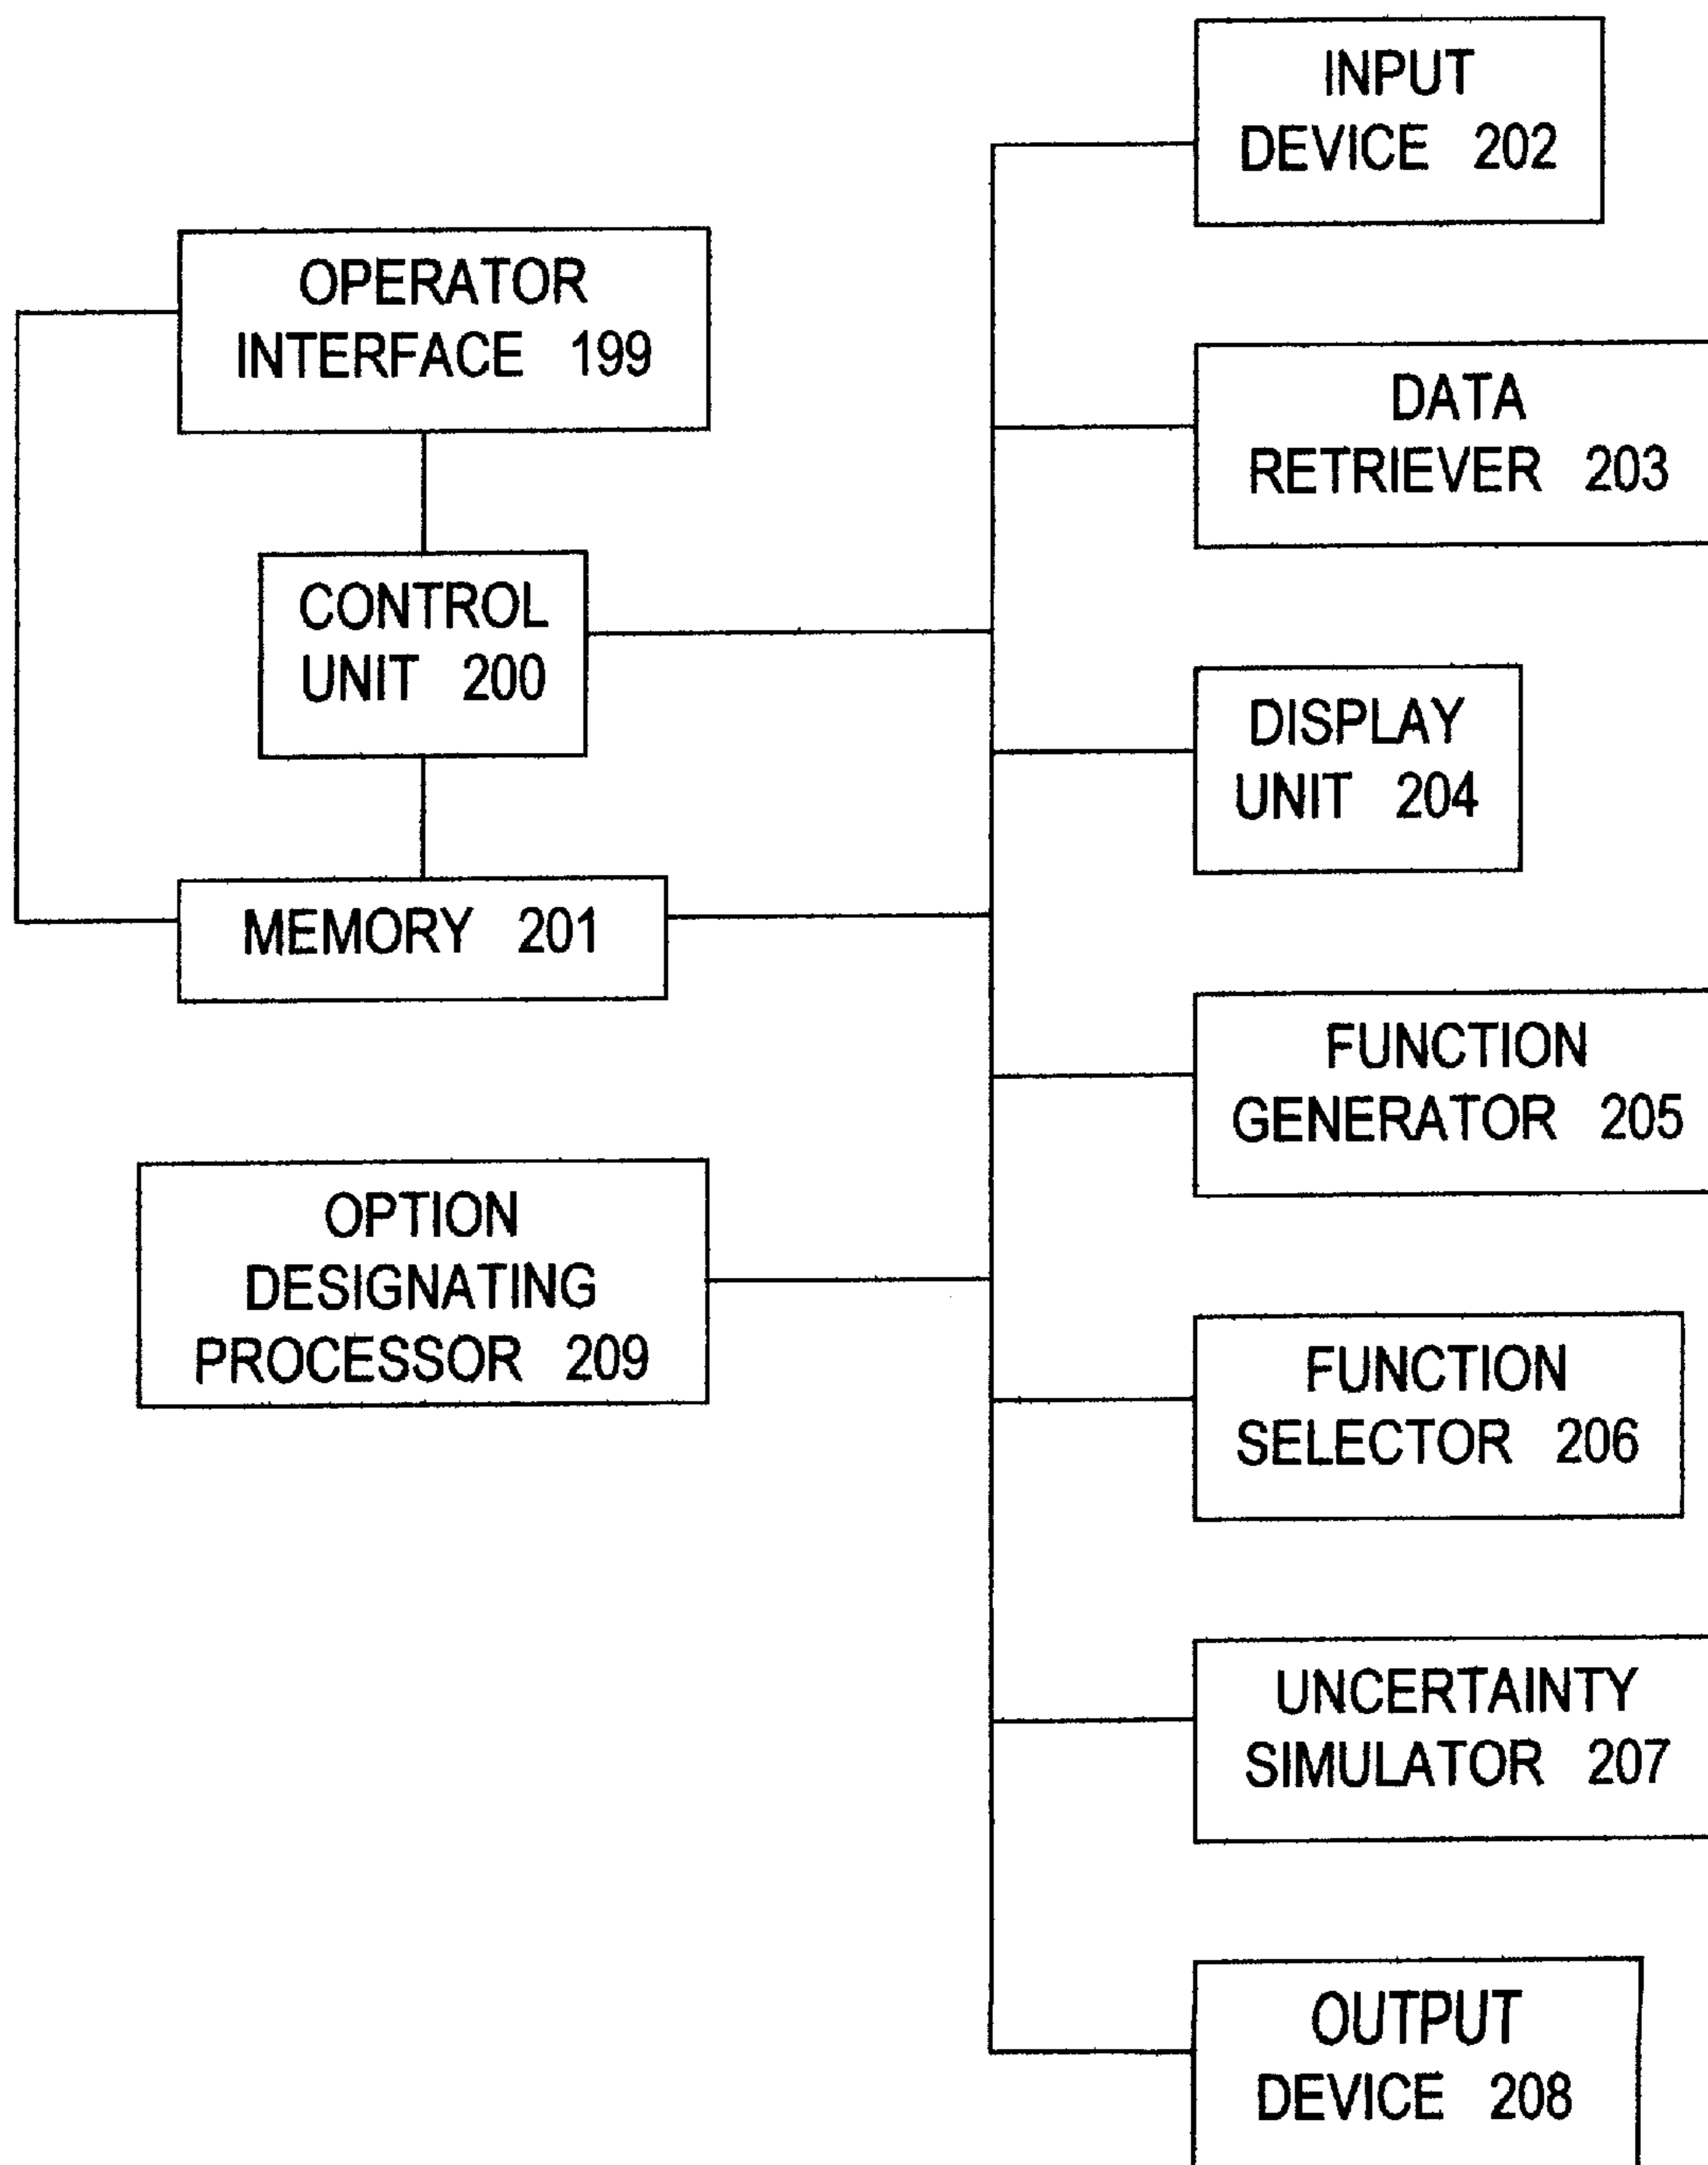 OPERATOR
INTERFACE 199
CONTROL
UNIT 200
MEMORY 201
OPTION
DESIGNATING
PROCESSOR 209
INPUT
DEVICE 202
DATA
RETRIEVER 203
DISPLAY
UNIT 204
FUNCTION
GENERATOR 205
FUNCTION
SELECTOR 206
UNCERTAINTY
SIMULATOR 207
OUTPUT
DEVICE 208